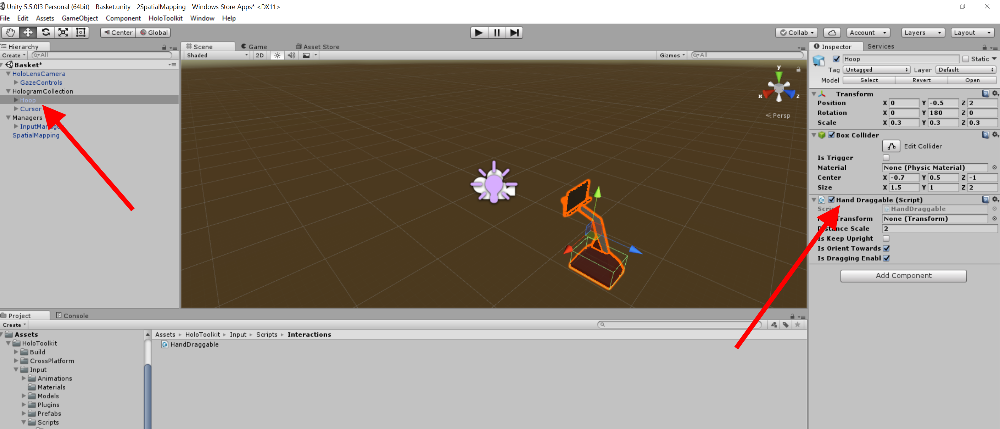 Unity 5.5.0f3 Personal (64bit) - Basket.unity - 2SpatialMapping - Windows Store Apps* <DX11>
File Edit Assets GameObject Component HoloToolkit Window Help
Center Global Collab Account Layers Layout
Hierarchy
Create All
Basket*
HoloLensCamera
GazeControls
HologramCollection
Hoop
Cursor
Managers
SpatialMapping
Scene Game Asset Store
Shaded 2D Gizmos All
y
x z
Persp
Inspector Services
Hoop Static
Tag Untagged Layer Default
Model Select Revert Open
Transform
Position X 0 Y -0.5 Z 2
Rotation X 0 Y 180 Z 0
Scale X 0.3 Y 0.3 Z 0.3
Box Collider
Edit Collider
Is Trigger
Material None (Physic Material)
Center X -0.7 Y 0.5 Z -1
Size X 1.5 Y 1 Z 2
Hand Draggable (Script)
HandDraggable
Transform None (Transform)
Distance Scale 2
Is Keep Upright
Is Orient Towards
Is Dragging Enabl
Add Component
Project Console
Create
Assets
HoloToolkit
Build
CrossPlatform
Input
Animations
Materials
Models
Plugins
Prefabs
Scripts
Assets HoloToolkit Input Scripts Interactions
HandDraggable